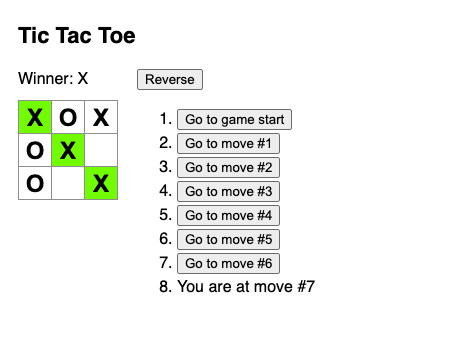 Tic Tac Toe
Winner: X
Reverse
X O X
O X
O X
1. Go to game start
2. Go to move #1
3. Go to move #2
4. Go to move #3
5. Go to move #4
6. Go to move #5
7. Go to move #6
8. You are at move #7